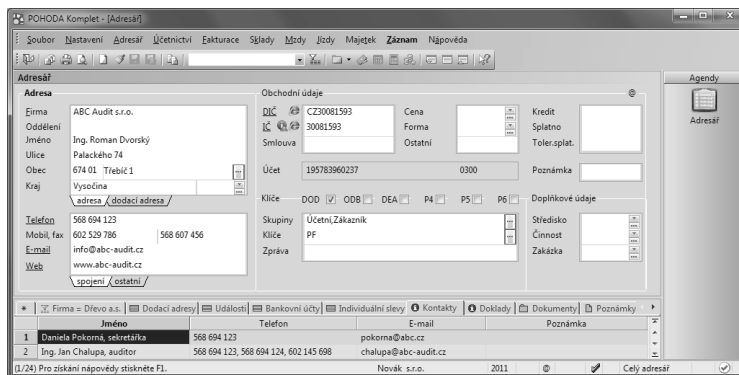 POHODA Komplet - [Adresář]
Soubor Nastavení Adresář Účetnictví Fakturace Sklady Mzdy Jízdy Majetek Záznam Nápověda
Adresář
Agendy
Adresář
Adresa
Firma ABC Audit s.r.o.
Oddělení
Jméno Ing. Roman Dvorský
Ulice Palackého 74
Obec 674 01 Třebíč 1
Kraj Vysočina
adresa dodací adresa
Telefon 568 694 123
Mobil, fax 602 529 786 568 607 456
E-mail info@abc-audit.cz
Web www.abc-audit.cz
spojení ostatní
Obchodní údaje @
DIČ CZ30081593 Cena Kredit
IČ 30081593 Forma Splatno
Smlouva Ostatní Toler.splat.
Účet 195783960237 0300 Poznámka
Klíče DOD ODB DEA P4 P5 P6 Doplňkové údaje
Skupiny Účetní,Zákazník Středisko
Klíče PF Činnost
Zpráva Zakázka
* Firma = Dřevo a.s. Dodací adresy Události Bankovní účty Individuální slevy Kontakty Doklady Dokumenty Poznámky
Jméno Telefon E-mail Poznámka
1 Daniela Pokorná, sekretářka 568 694 123 pokorna@abc.cz
2 Ing. Jan Chalupa, auditor 568 694 123, 568 694 124, 602 145 698 chalupa@abc-audit.cz
(1/24) Pro získání nápovědy stiskněte F1. Novák s.r.o. 2011 @ Celý adresář